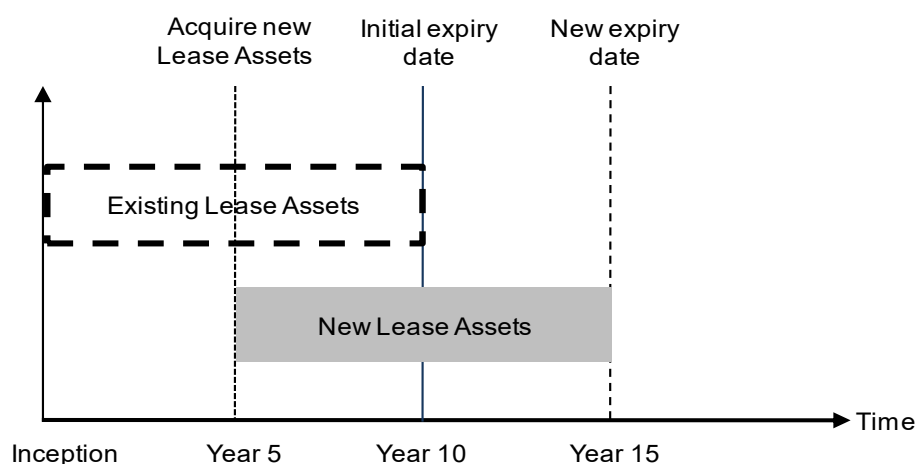 Acquire new
Lease Assets
Initial expiry
date
New expiry
date
Existing Lease Assets
New Lease Assets
Time
Inception
Year 5
Year 10
Year 15